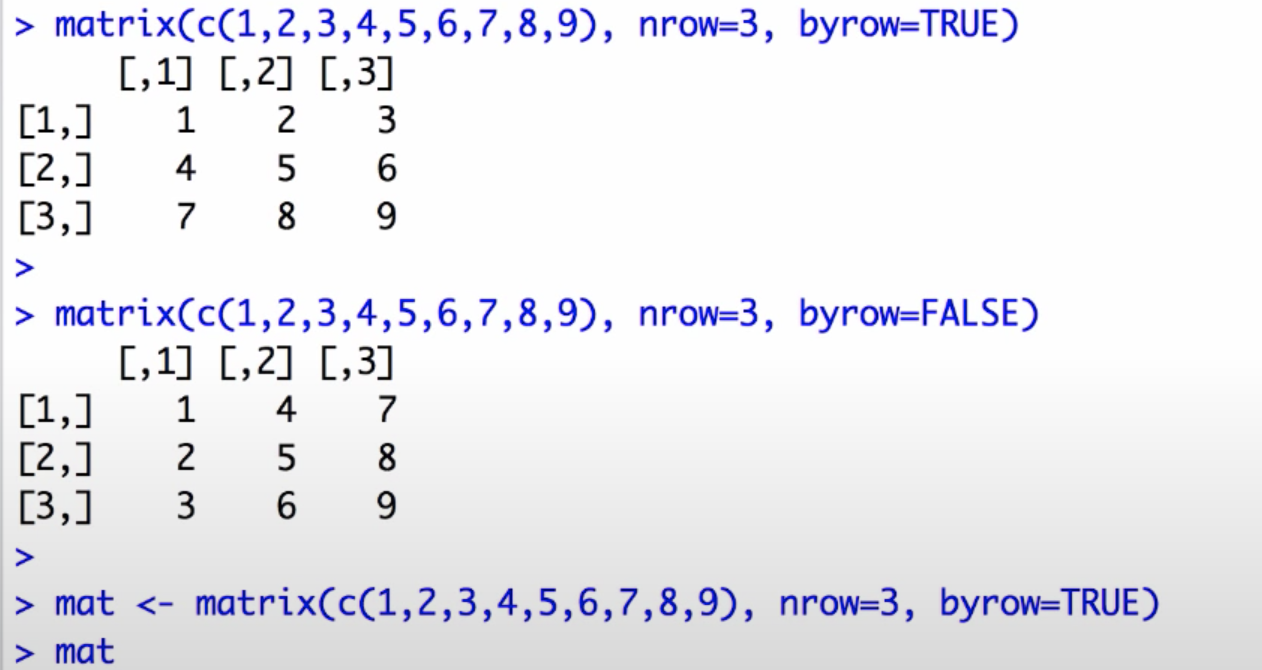 > matrix(c(1,2,3,4,5,6,7,8,9), nrow=3, byrow=TRUE)
     [,1] [,2] [,3]
[1,]    1    2    3
[2,]    4    5    6
[3,]    7    8    9
>
> matrix(c(1,2,3,4,5,6,7,8,9), nrow=3, byrow=FALSE)
     [,1] [,2] [,3]
[1,]    1    4    7
[2,]    2    5    8
[3,]    3    6    9
>
> mat <- matrix(c(1,2,3,4,5,6,7,8,9), nrow=3, byrow=TRUE)
> mat